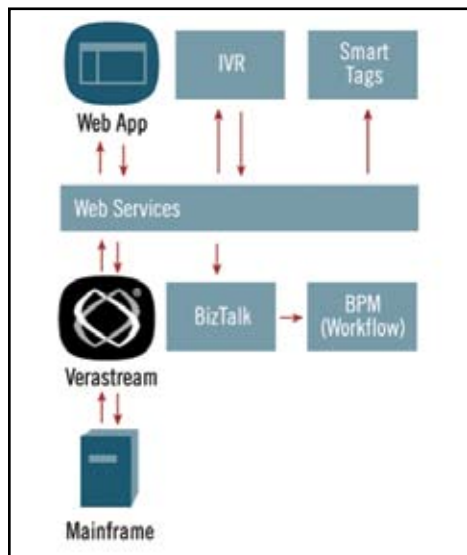 IVR
Smart
Tags
Web App
Web Services
BizTalk
BPM
(Workflow)
®
Verastream
Mainframe